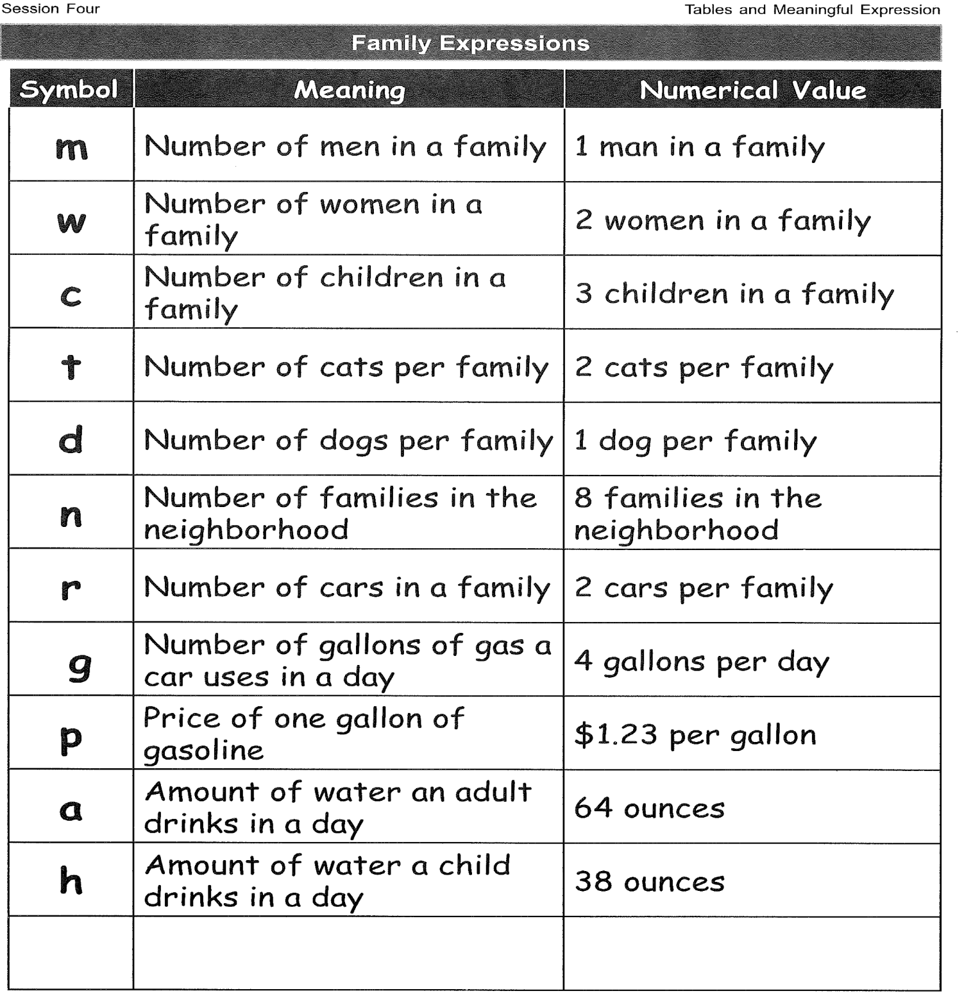 Session Four
Tables and Meaningful Expression
Family Expressions
Symbol Meaning Numerical Value
m Number of men in a family 1 man in a family
w Number of women in a
family 2 women in a family
c Number of children in a
family 3 children in a family
t Number of cats per family 2 cats per family
d Number of dogs per family 1 dog per family
n Number of families in the
neighborhood 8 families in the
neighborhood
r Number of cars in a family 2 cars per family
g Number of gallons of gas a
car uses in a day 4 gallons per day
p Price of one gallon of
gasoline $1.23 per gallon
a Amount of water an adult
drinks in a day 64 ounces
h Amount of water a child
drinks in a day 38 ounces